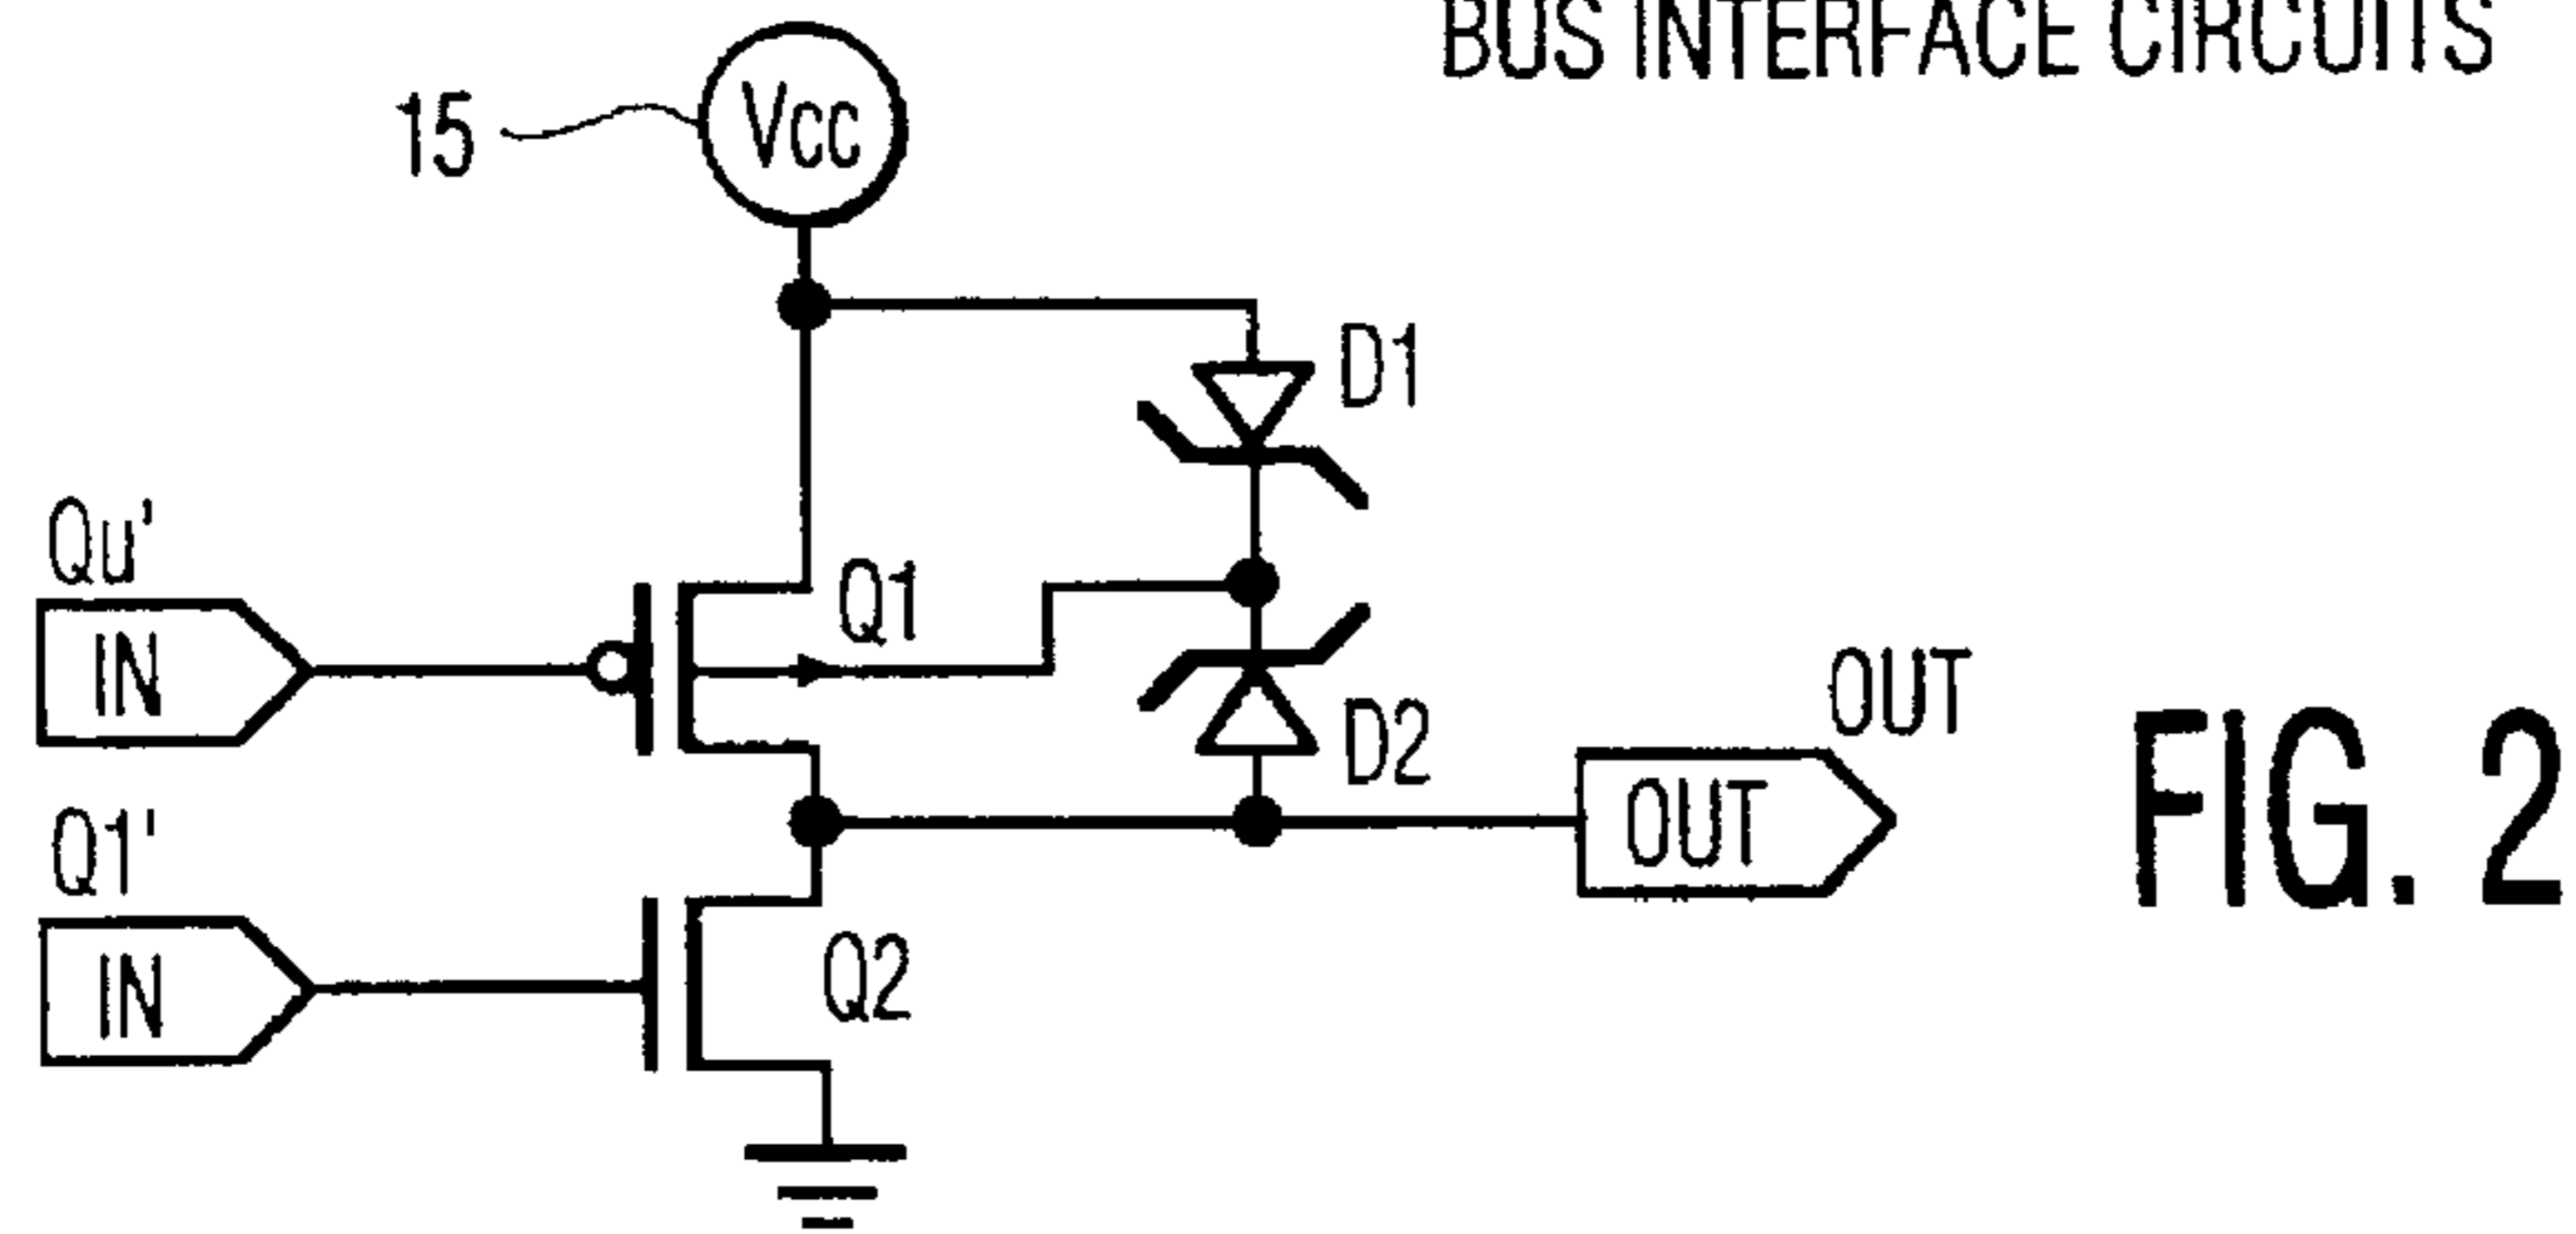 BUS INTERFACE CIRCUITS
15
Vcc
D1
Qu'
Q1
IN
D2
OUT
OUT
Q1'
IN
Q2
FIG. 2